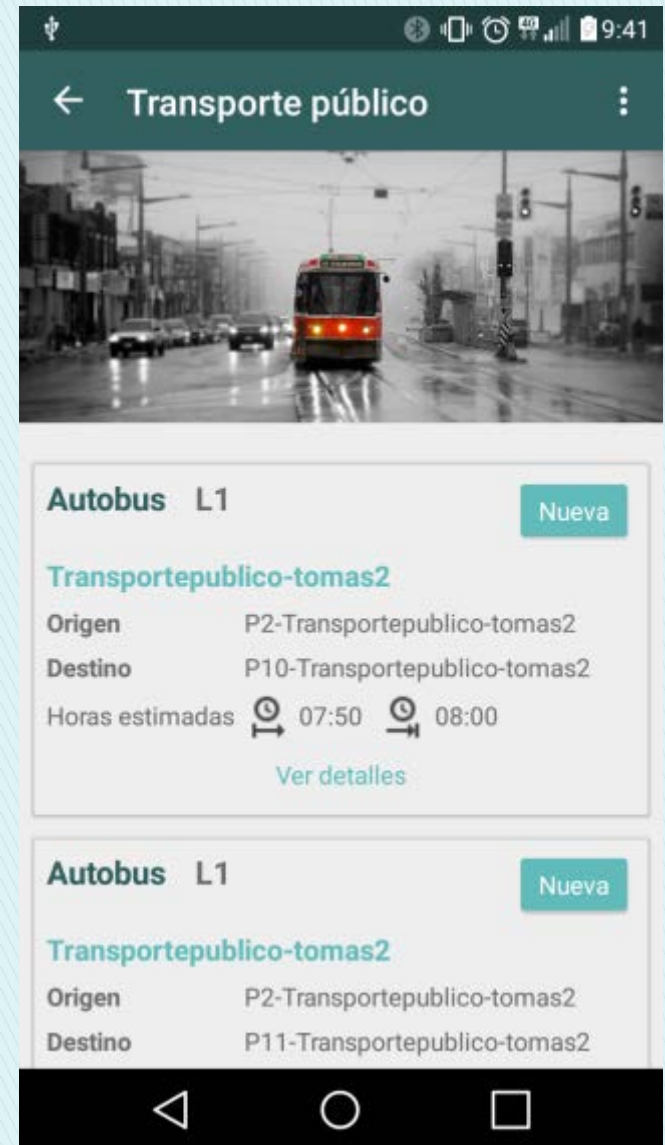 9:41
Transporte público
Autobus L1
Nueva
Transportepublico-tomas2
Origen P2-Transportepublico-tomas2
Destino P10-Transportepublico-tomas2
Horas estimadas 07:50 08:00
Ver detalles
Autobus L1
Nueva
Transportepublico-tomas2
Origen P2-Transportepublico-tomas2
Destino P11-Transportepublico-tomas2